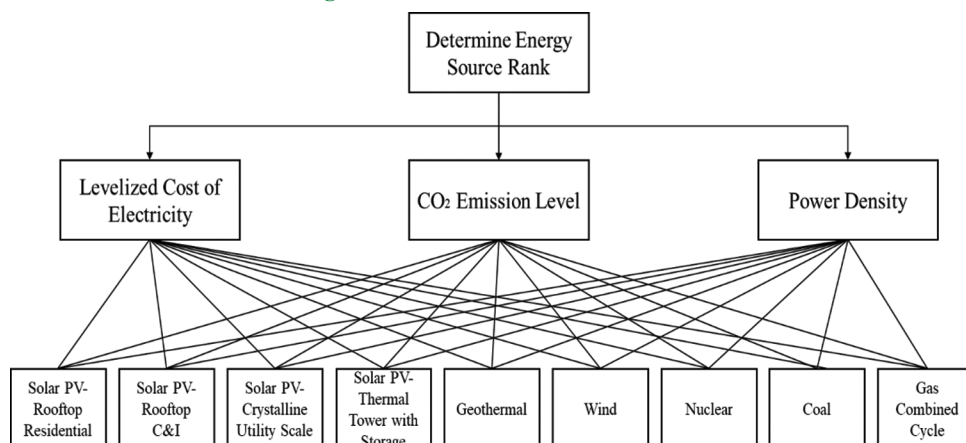 Determine Energy
Source Rank
Levelized Cost of
Electricity
CO₂ Emission Level
Power Density
Solar PV-
Rooftop
Residential
Solar PV-
Rooftop
C&I
Solar PV-
Crystalline
Utility Scale
Solar PV-
Thermal
Tower with
Storage
Geothermal
Wind
Nuclear
Coal
Gas
Combined
Cycle